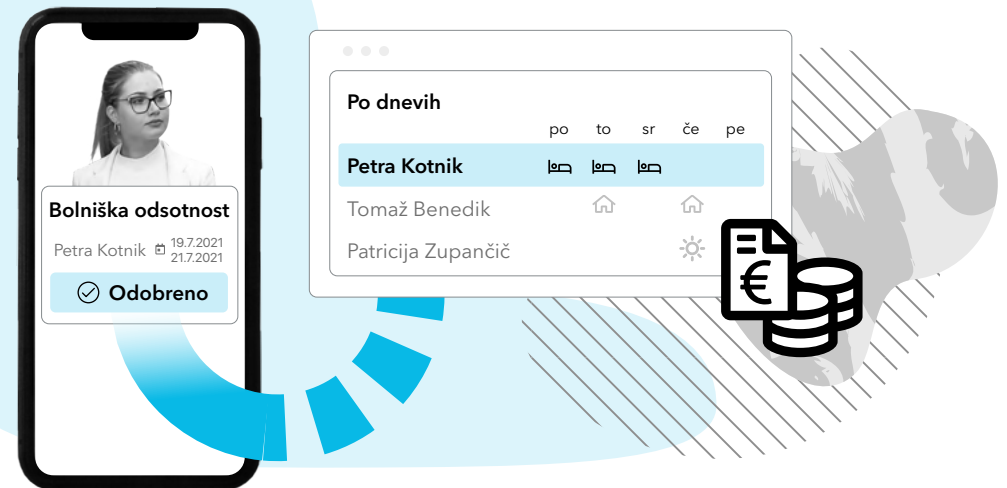 Bolniška odsotnost
Petra Kotnik 19.7.2021
21.7.2021
Odobreno
Po dnevih
po to sr če pe
Petra Kotnik
Tomaž Benedik
Patricija Zupančič
€